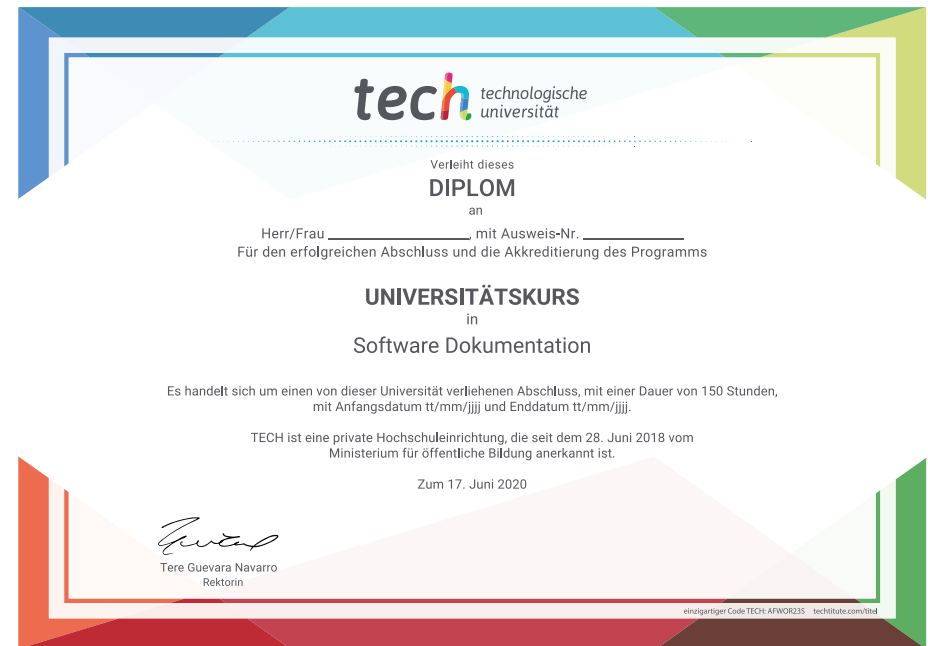 tech technologische
universität
Verleiht dieses
DIPLOM
an
Herr/Frau ____________________, mit Ausweis-Nr. ______________
Für den erfolgreichen Abschluss und die Akkreditierung des Programms
UNIVERSITÄTSKURS
in
Software Dokumentation
Es handelt sich um einen von dieser Universität verliehenen Abschluss, mit einer Dauer von 150 Stunden,
mit Anfangsdatum tt/mm/jjjj und Enddatum tt/mm/jjjj.
TECH ist eine private Hochschuleinrichtung, die seit dem 28. Juni 2018 vom
Ministerium für öffentliche Bildung anerkannt ist.
Zum 17. Juni 2020
Tere Guevara Navarro
Rektorin
einzigartiger Code TECH: AFWOR23S techtitute.com/titel